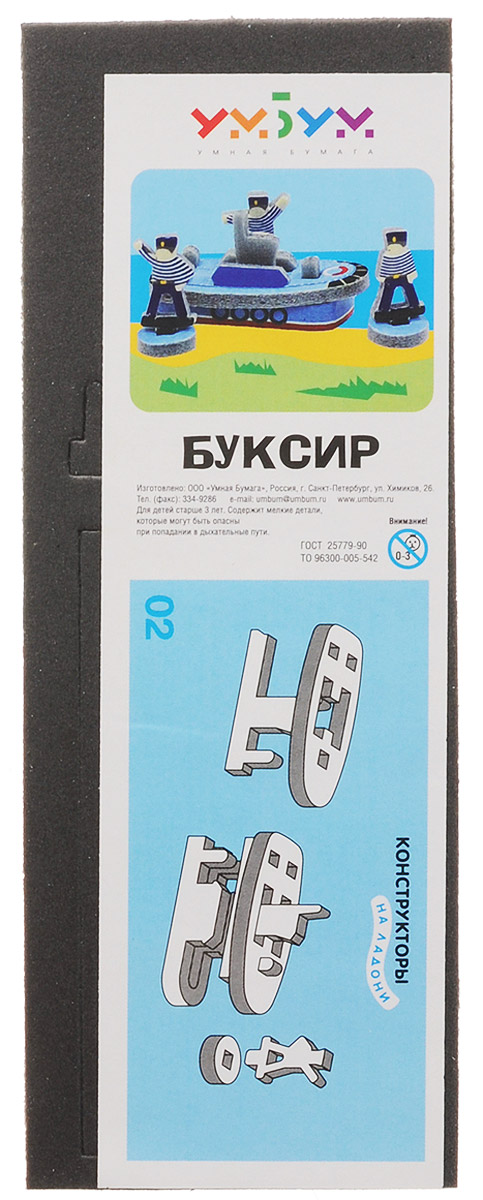 УМБУМ
УМНАЯ БУМАГА
БУКСИР
Изготовлено: ООО «Умная Бумага», Россия, г. Санкт-Петербург, ул. Химиков, 26.
Тел. (факс): 334-9286 e-mail: umbum@umbum.ru www.umbum.ru
Для детей старше 3 лет. Содержит мелкие детали,
которые могут быть опасны
при попадании в дыхательные пути.
Внимание!
0-3
ГОСТ 25779-90
ТО 96300-005-542
02
КОНСТРУКТОРЫ
НА ЛАДОНИ